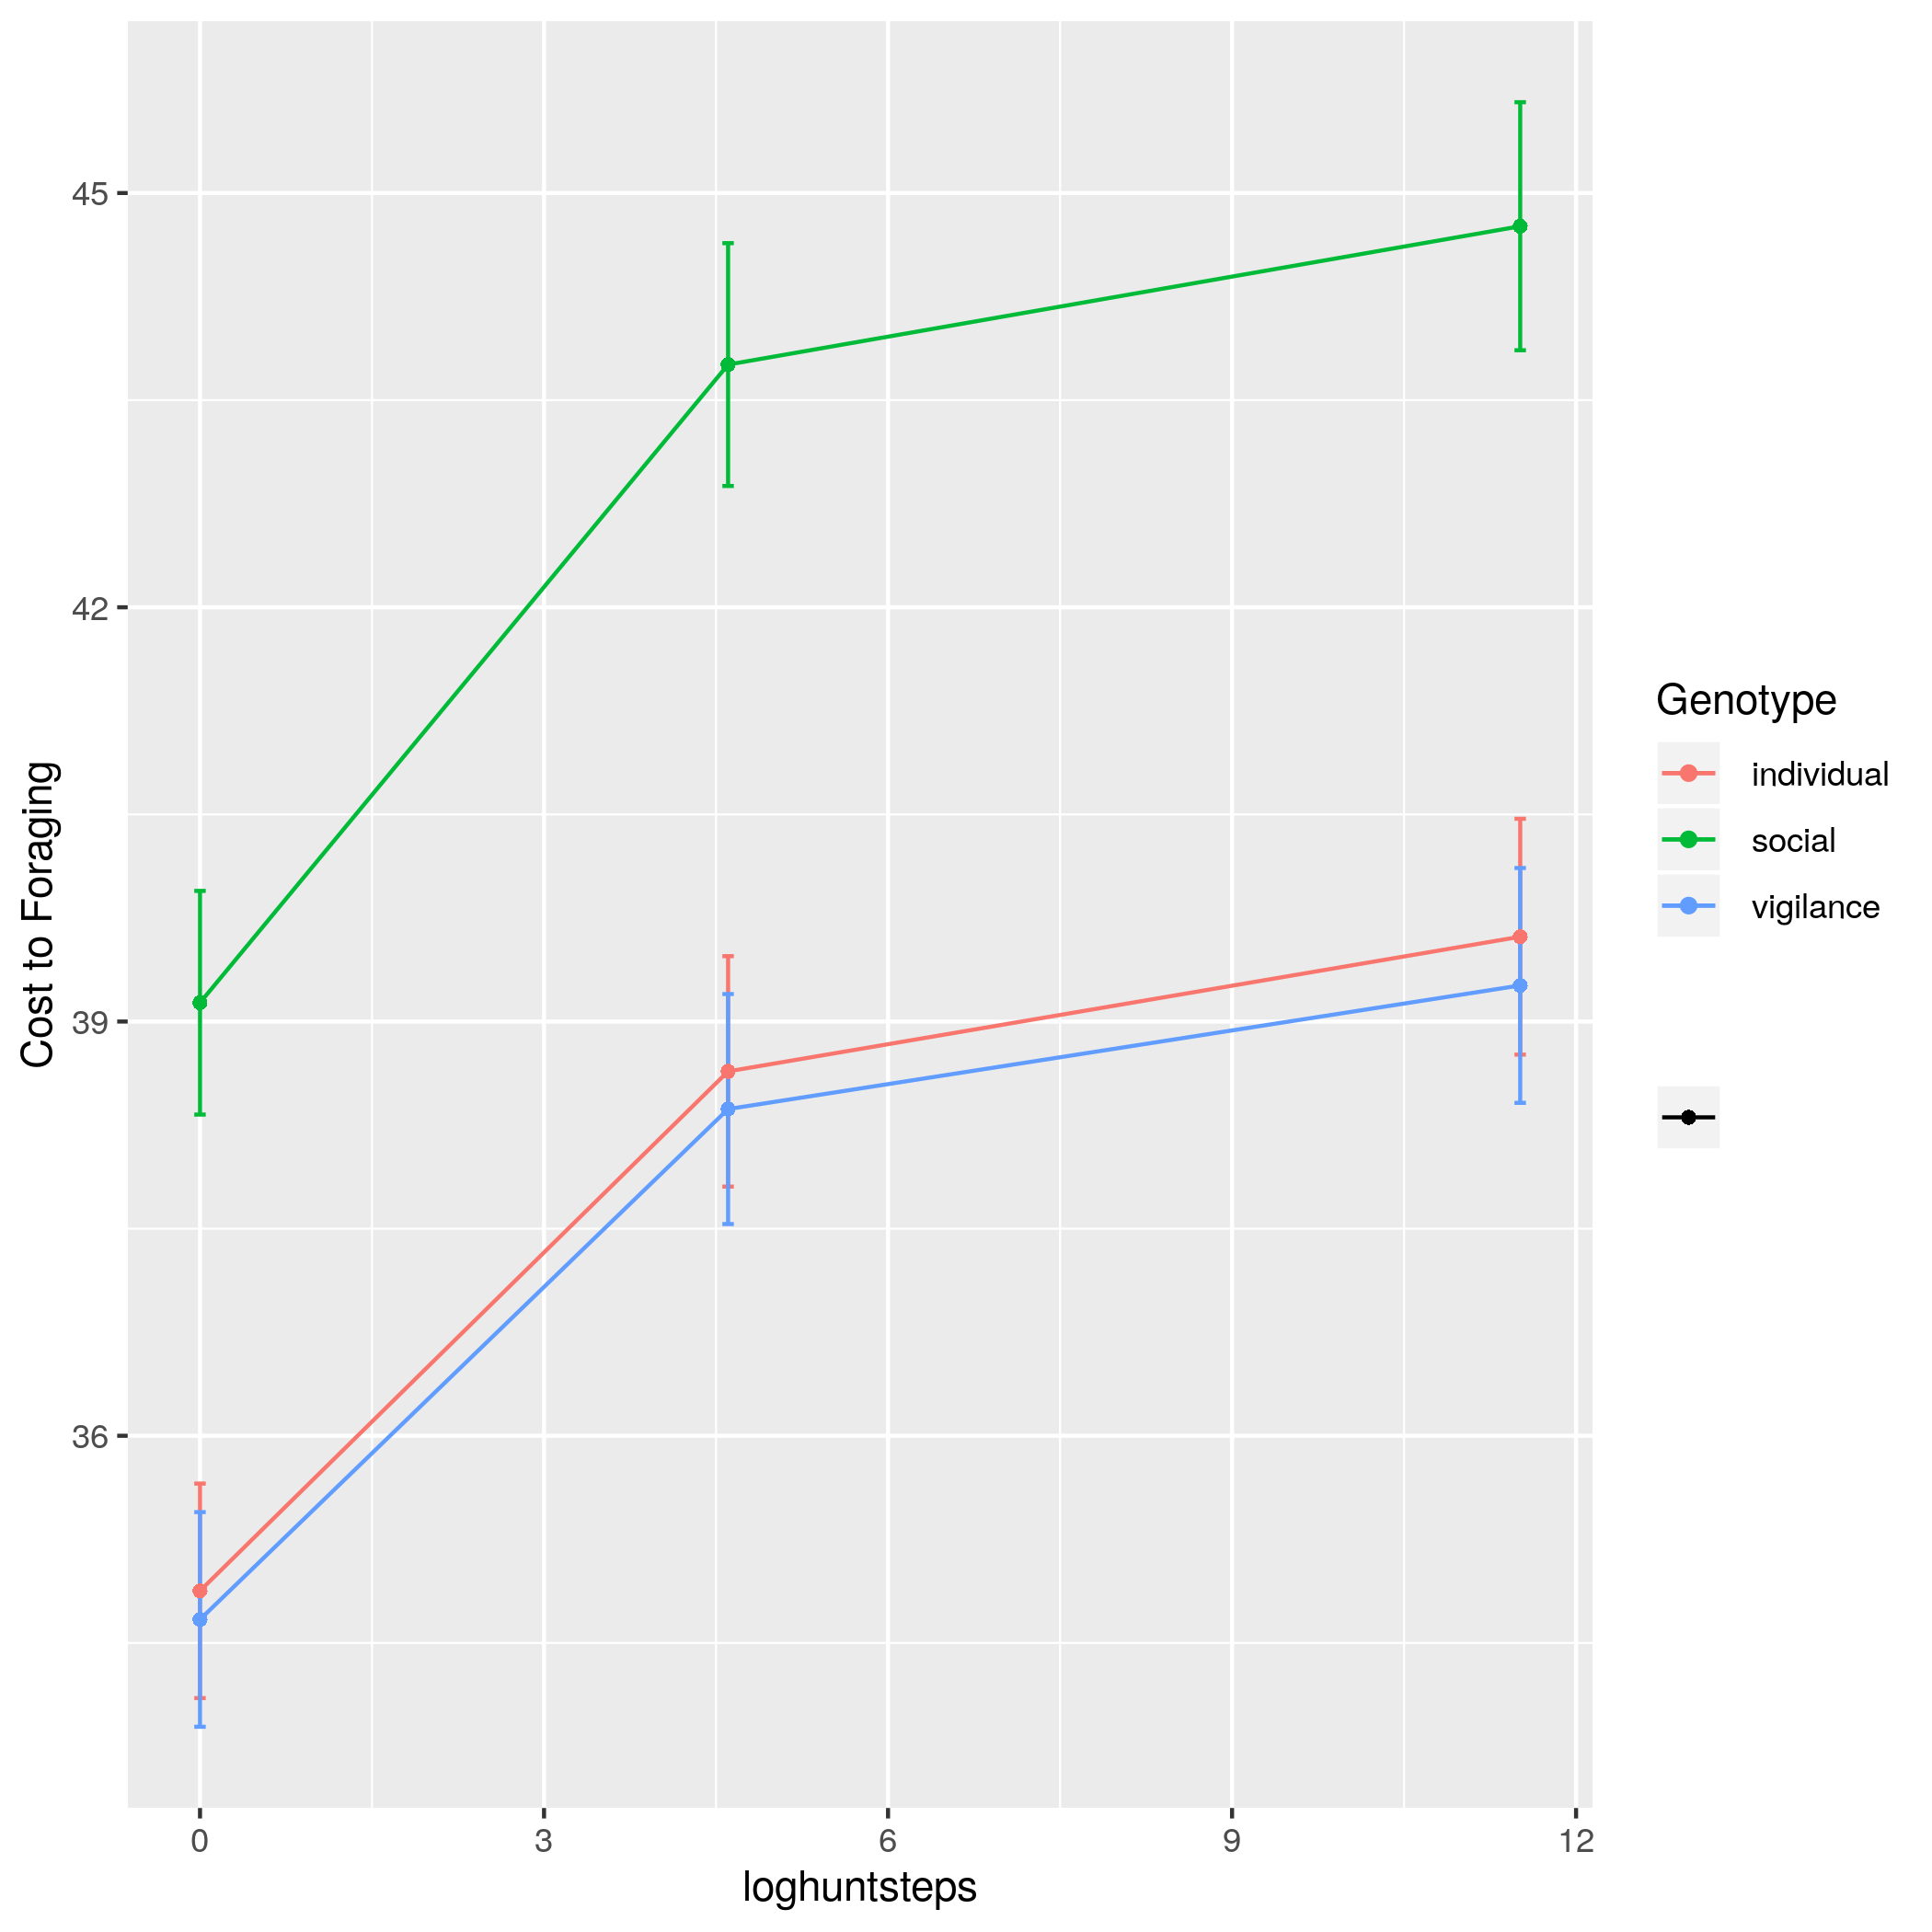 Cost to Foraging
45
42
39
36
0 3 6 9 12
loghuntsteps
Genotype
individual
social
vigilance